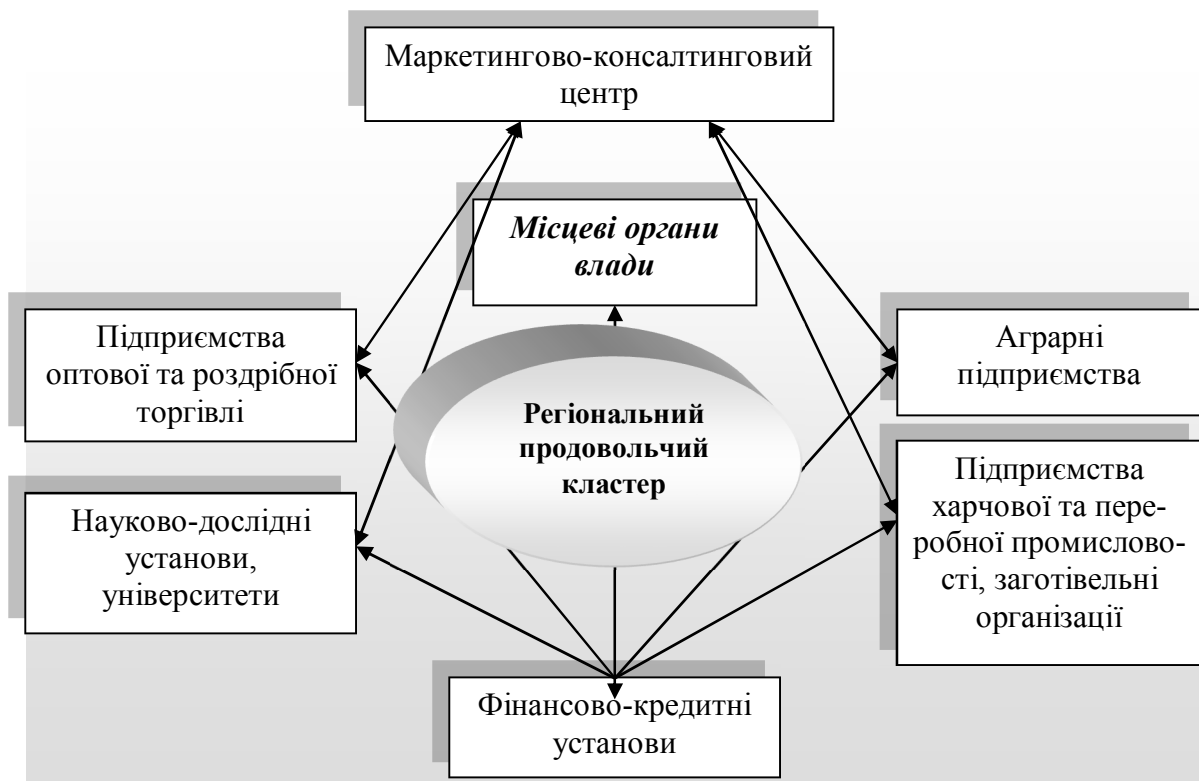 Маркетингово-консалтинговий
центр
Місцеві органи
влади
Підприємства
оптової та роздрібної
торгівлі
Аграрні
підприємства
Регіональний
продовольчий
кластер
Науково-дослідні
установи,
університети
Підприємства
харчової та пере-
робної промислово-
сті, заготівельні
організації
Фінансово-кредитні
установи